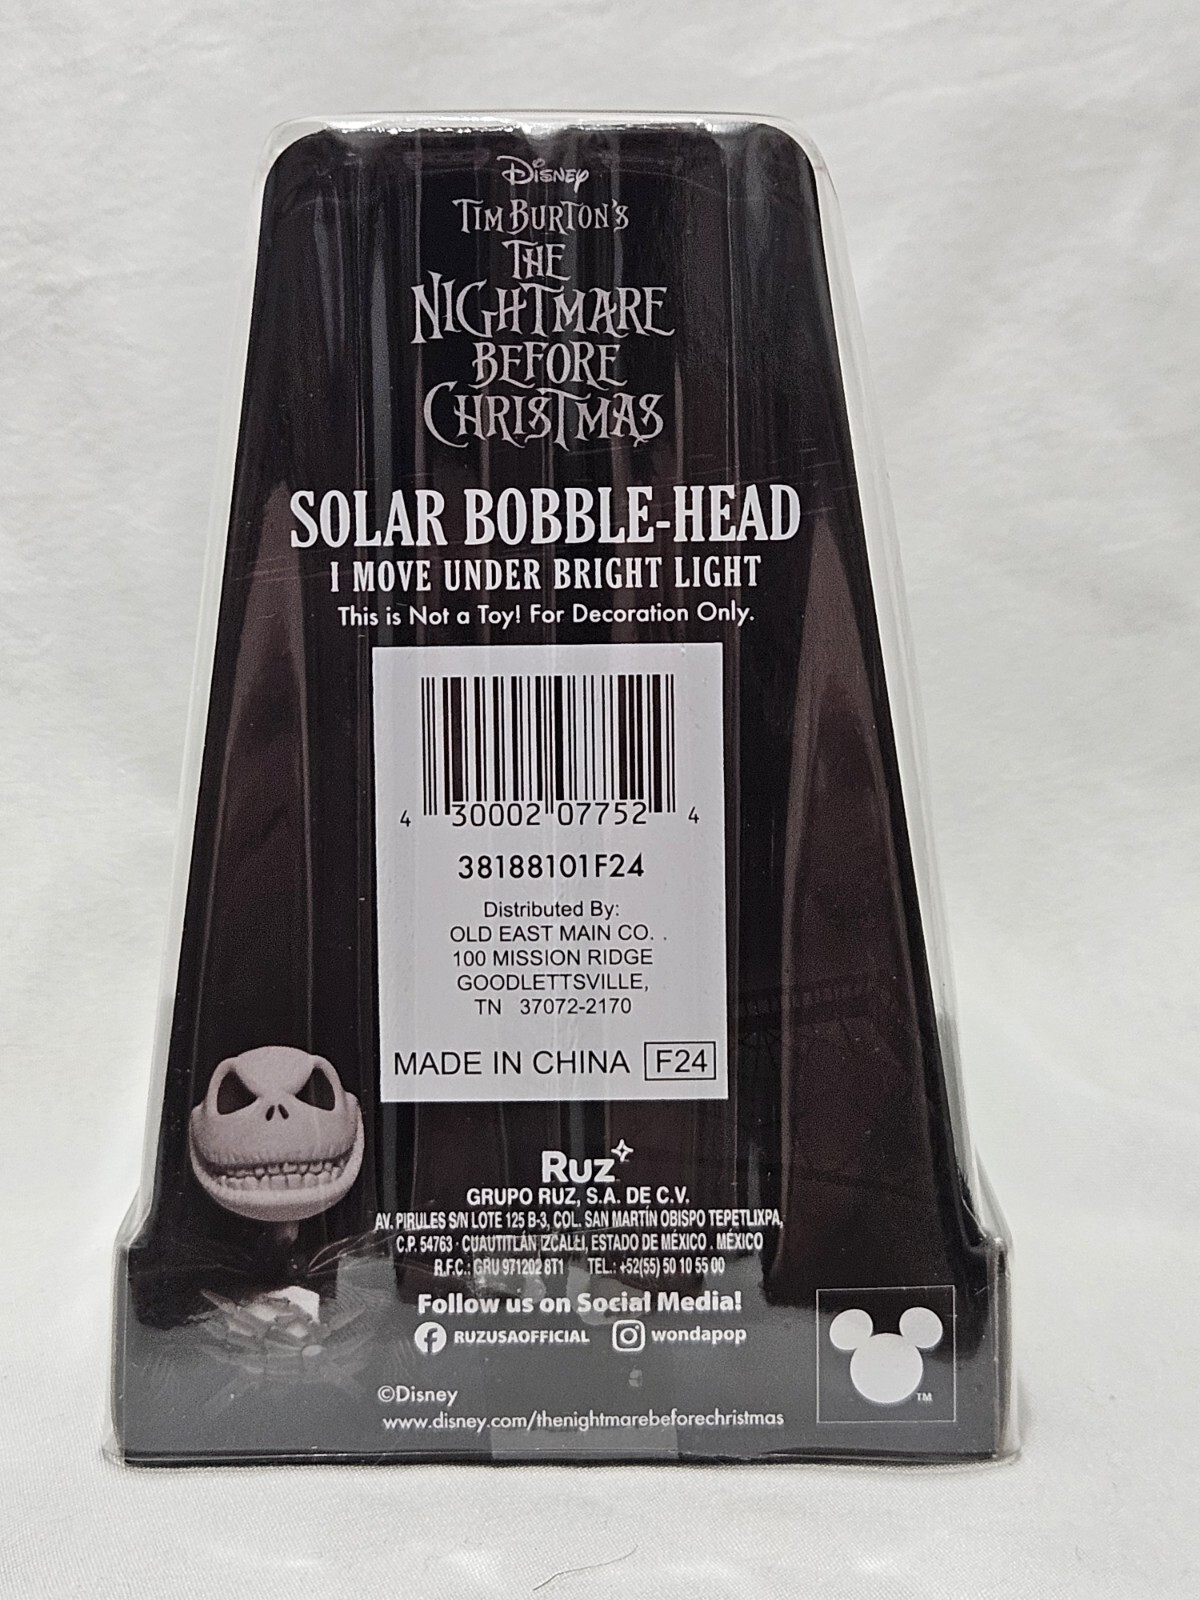 Disney
TIM BURTON'S
THE
NIGHTMARE
BEFORE
CHRISTMAS
SOLAR BOBBLE-HEAD
I MOVE UNDER BRIGHT LIGHT
This is Not a Toy! For Decoration Only.
4 30002 07752 4
38188101F24
Distributed By:
OLD EAST MAIN CO. .
100 MISSION RIDGE
GOODLETTSVILLE,
TN 37072-2170
MADE IN CHINA F24
RUZ
GRUPO RUZ, S.A. DE C.V.
AV. PIRULES S/N LOTE 125 B-3, COL. SAN MARTÍN OBISPO TEPETLIXPA,
C.P. 54763 · CUAUTITLÁN IZCALLI, ESTADO DE MÉXICO . MÉXICO
R.F.C.: GRU 971202 8T1 TEL.: +52(55) 50 10 55 00
Follow us on Social Media!
RUZUSAOFFICIAL wondapop
©Disney
www.disney.com/thenightmarebeforechristmas
TM